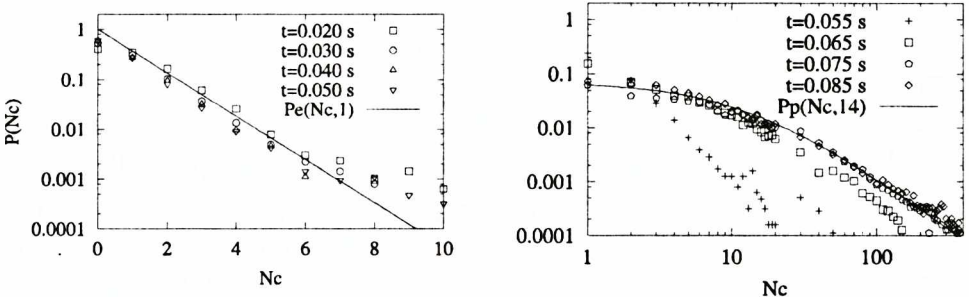 1
0.1
0.01
0.001
0.0001
P(Nc)
0 2 4 6 8 10
Nc
t=0.020 s
t=0.030 s
t=0.040 s
t=0.050 s
Pe(Nc,1)
1
0.1
0.01
0.001
0.0001
1 10 100
Nc
t=0.055 s
t=0.065 s
t=0.075 s
t=0.085 s
Pp(Nc,14)